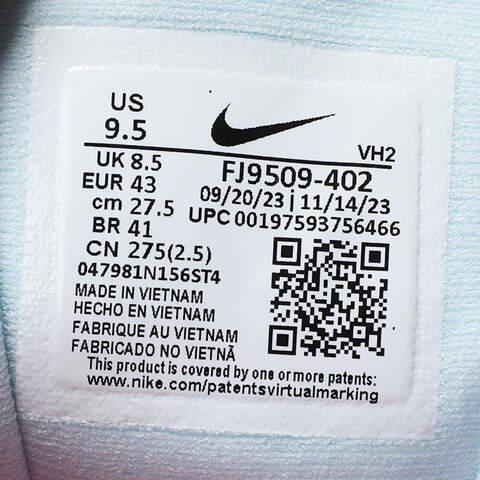 US
9.5
VH2
UK 8.5
FJ9509-402
EUR 43
09/20/23 | 11/14/23
cm 27.5
UPC 00197593756466
BR 41
CN 275(2.5)
047981N156ST4
MADE IN VIETNAM
HECHO EN VIETNAM
FABRIQUE AU VIETNAM
FABRICADO NO VIETNÃ
This product is covered by one or more patents:
www.nike.com/patentsvirtualmarking